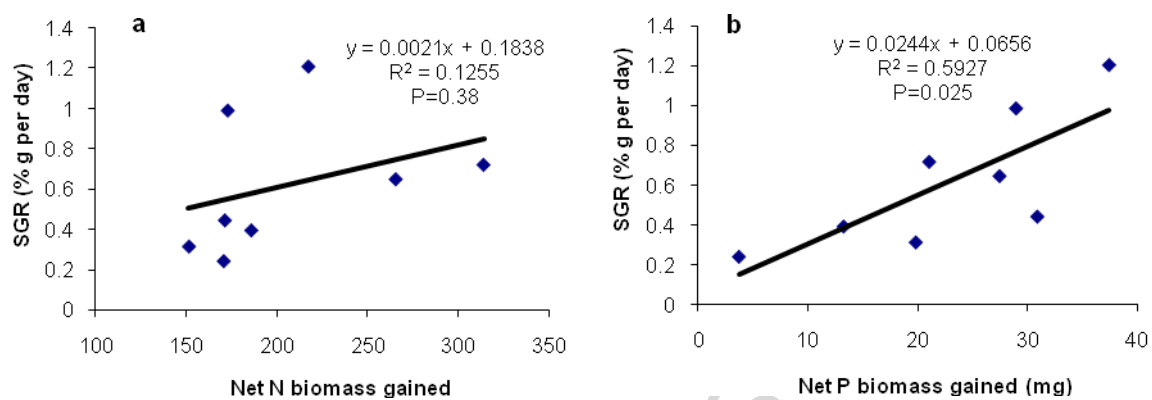 a
y = 0.0021x + 0.1838
R² = 0.1255
P=0.38
SGR (% g per day)
1.4
1.2
1
0.8
0.6
0.4
0.2
0
100 150 200 250 300 350
Net N biomass gained
b
y = 0.0244x + 0.0656
R² = 0.5927
P=0.025
SGR (% g per day)
1.4
1.2
1
0.8
0.6
0.4
0.2
0
0 10 20 30 40
Net P biomass gained (mg)